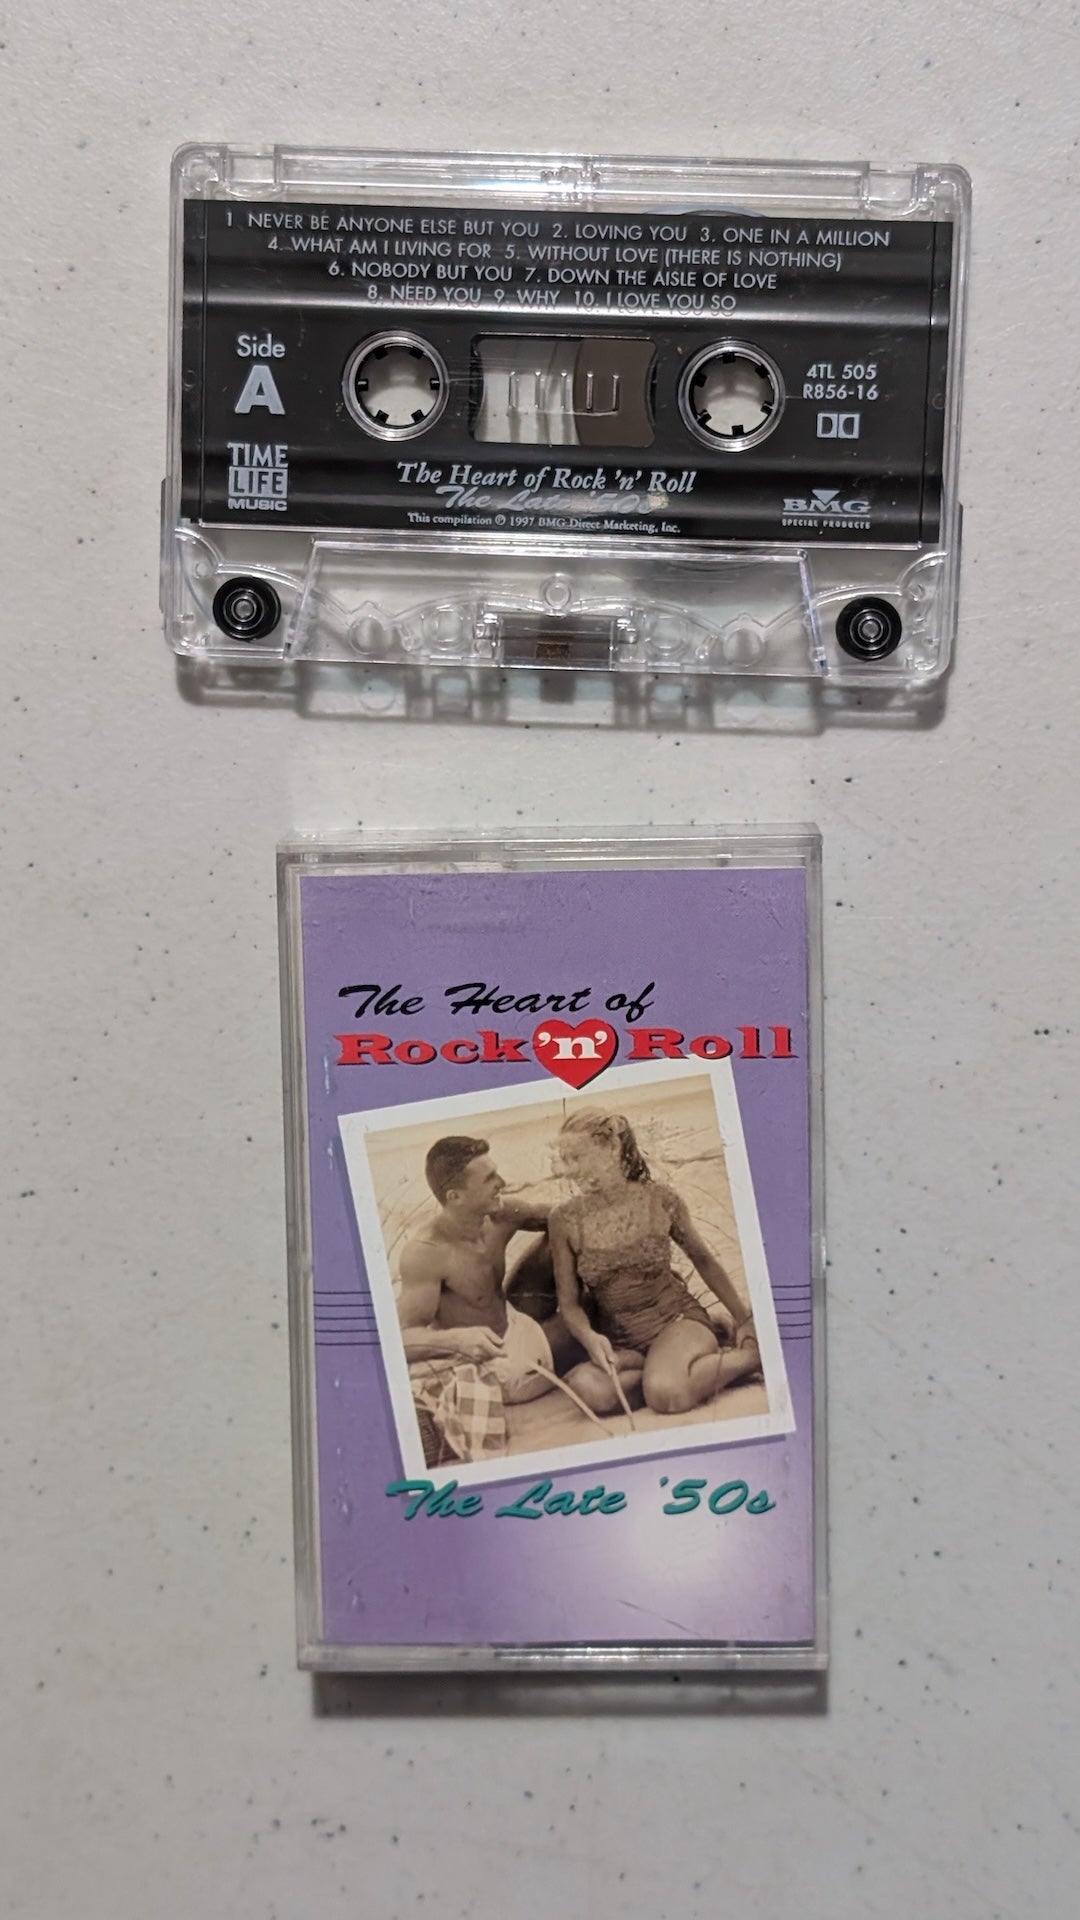 1 NEVER BE ANYONE ELSE BUT YOU 2. LOVING YOU 3. ONE IN A MILLION
4. WHAT AM I LIVING FOR 5. WITHOUT LOVE (THERE IS NOTHING)
6. NOBODY BUT YOU 7. DOWN THE AISLE OF LOVE
8. NEED YOU 9. WHY 10. I LOVE YOU SO
Side
A
4TL 505
R856-16
TIME
LIFE
MUSIC
The Heart of Rock 'n' Roll
The Late '50s
This compilation ℗ 1997 BMG Direct Marketing, Inc.
BMG
SPECIAL PRODUCTS
The Heart of
Rock 'n' Roll
The Late '50s